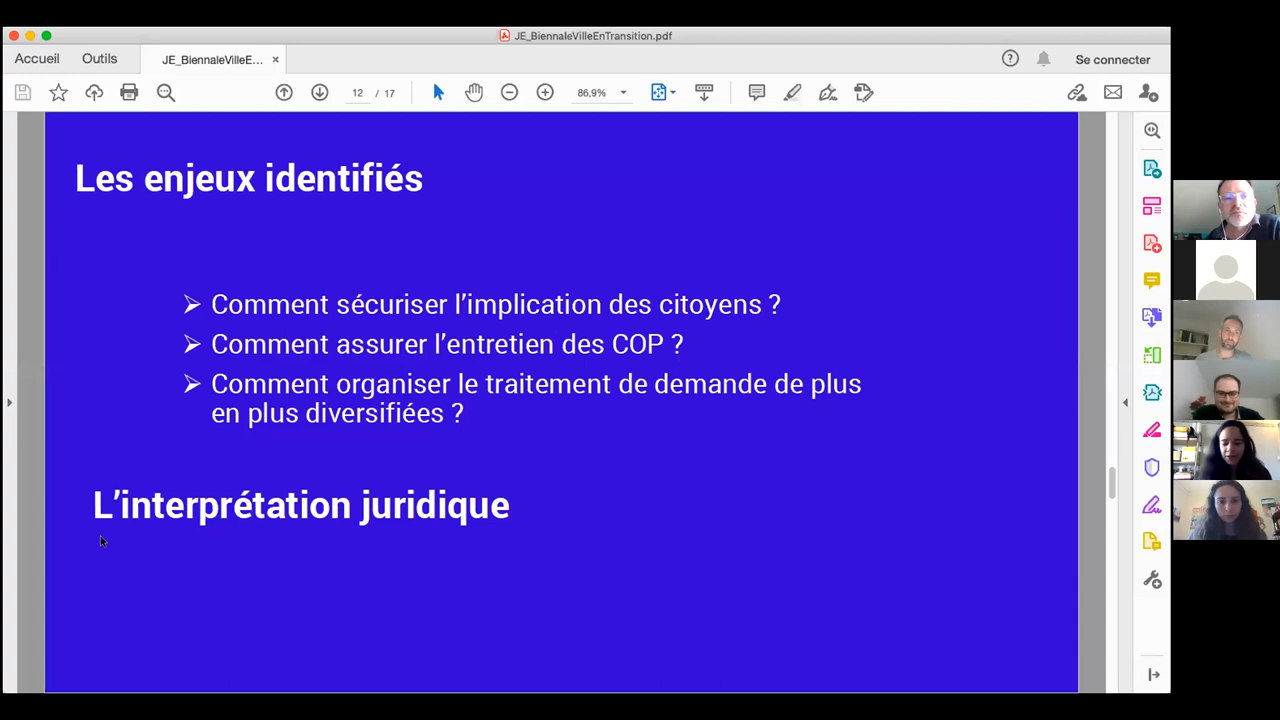 JE_BiennaleVilleEnTransition.pdf
Accueil Outils JE_BiennaleVilleE... × Se connecter
12 / 17 86,9%
Les enjeux identifiés
➢ Comment sécuriser l’implication des citoyens ?
➢ Comment assurer l’entretien des COP ?
➢ Comment organiser le traitement de demande de plus
en plus diversifiées ?
L’interprétation juridique